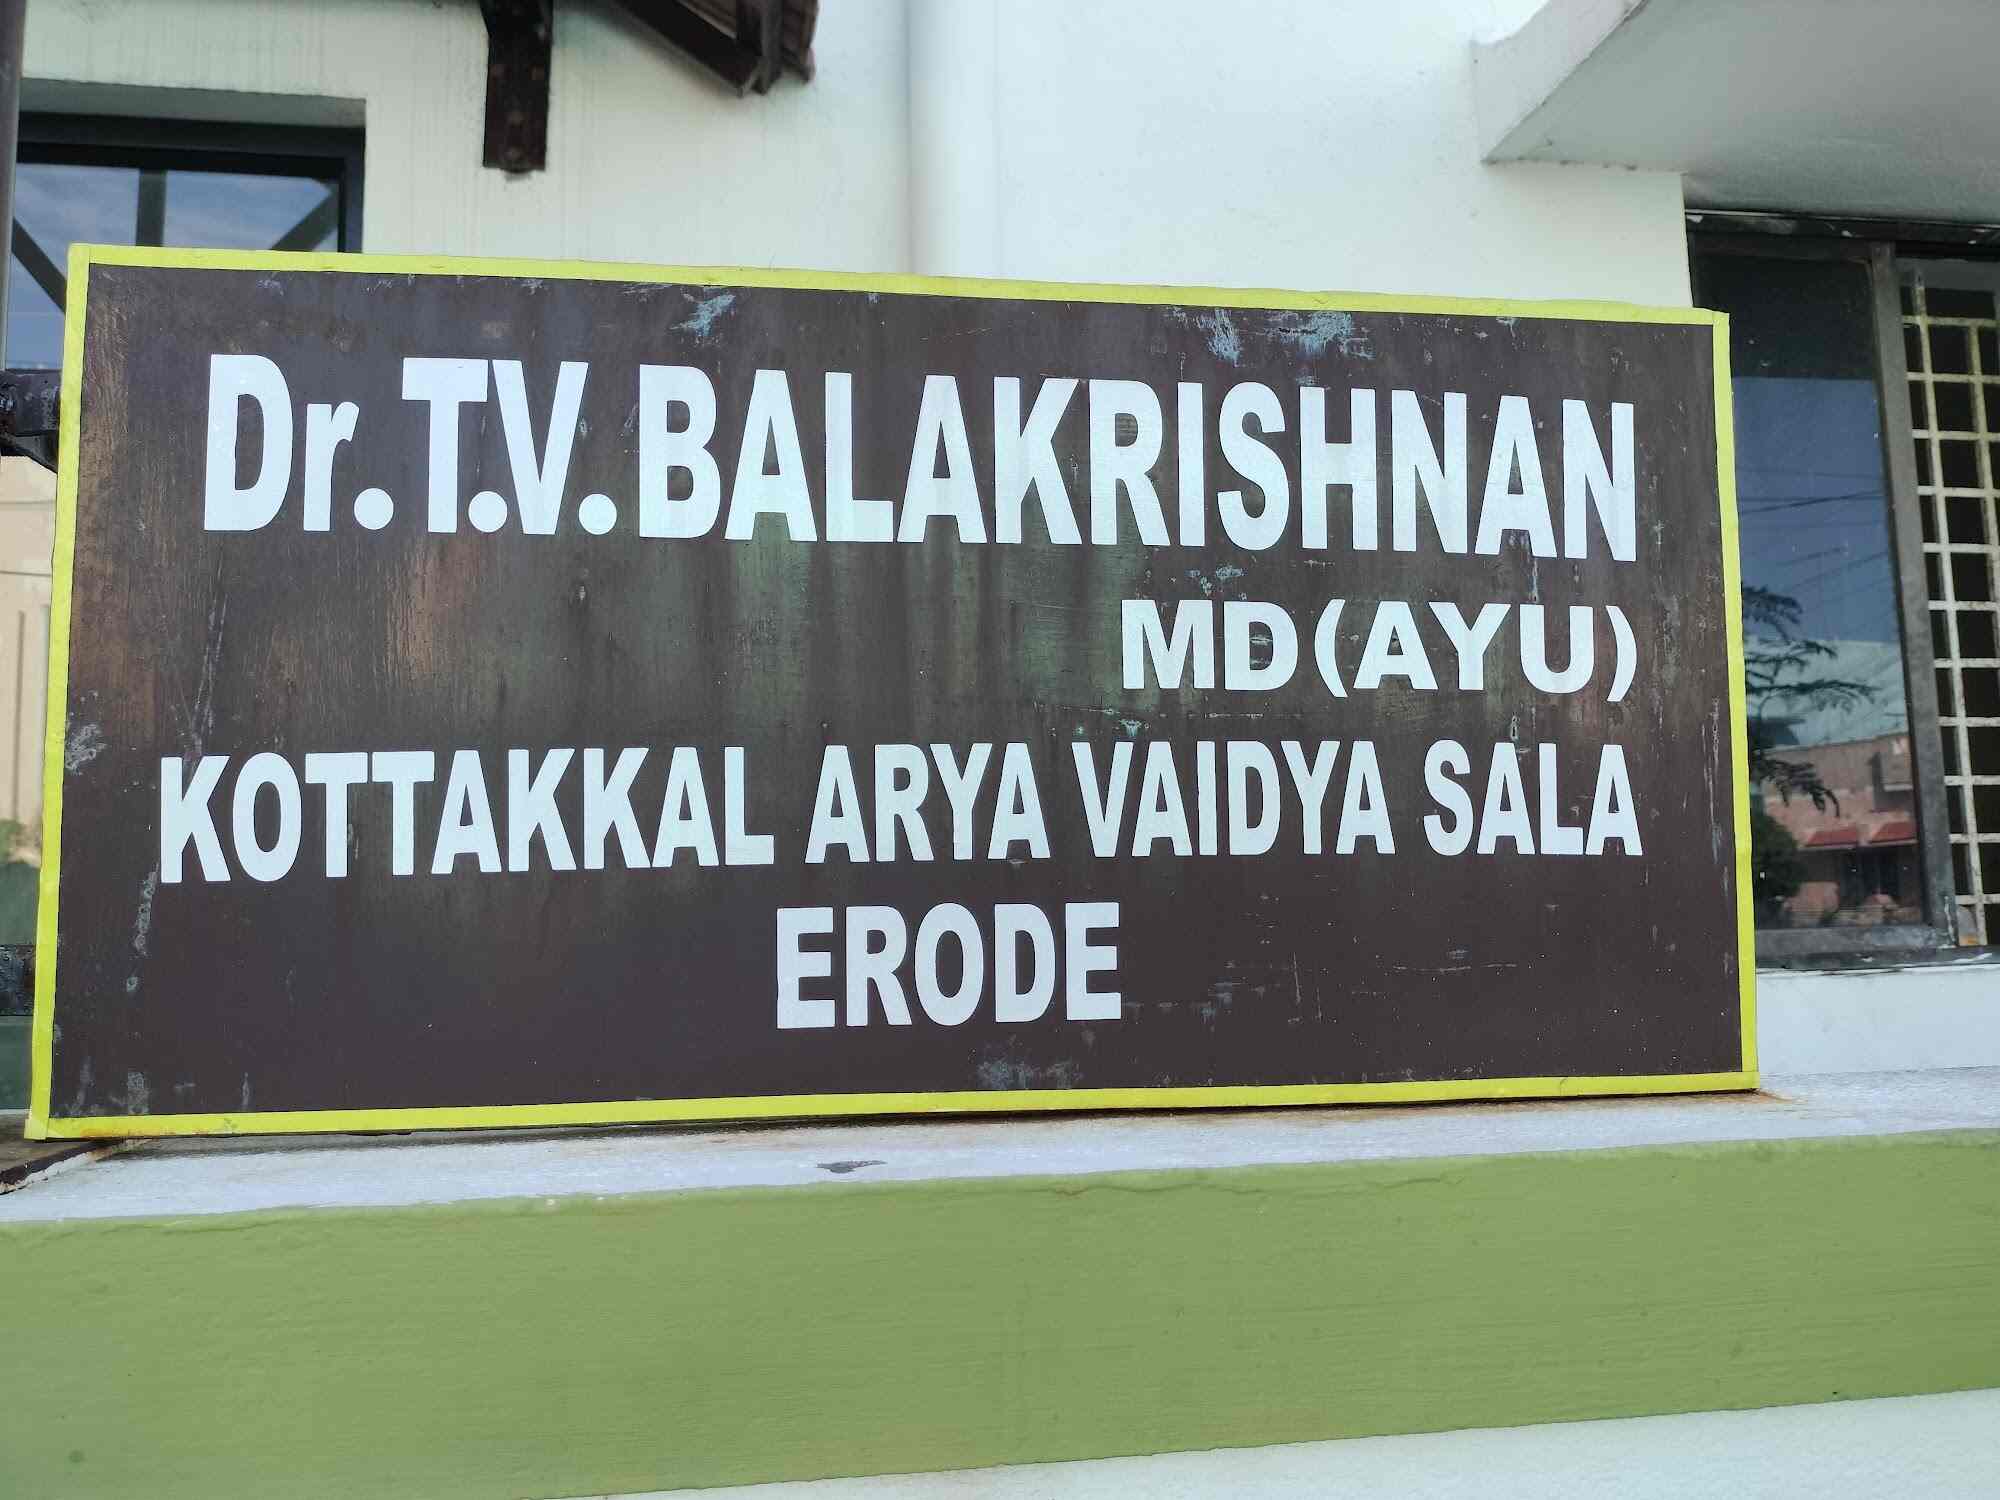 Dr. T.V. BALAKRISHNAN
MD (AYU)
KOTTAKKAL ARYA VAIDYA SALA
ERODE